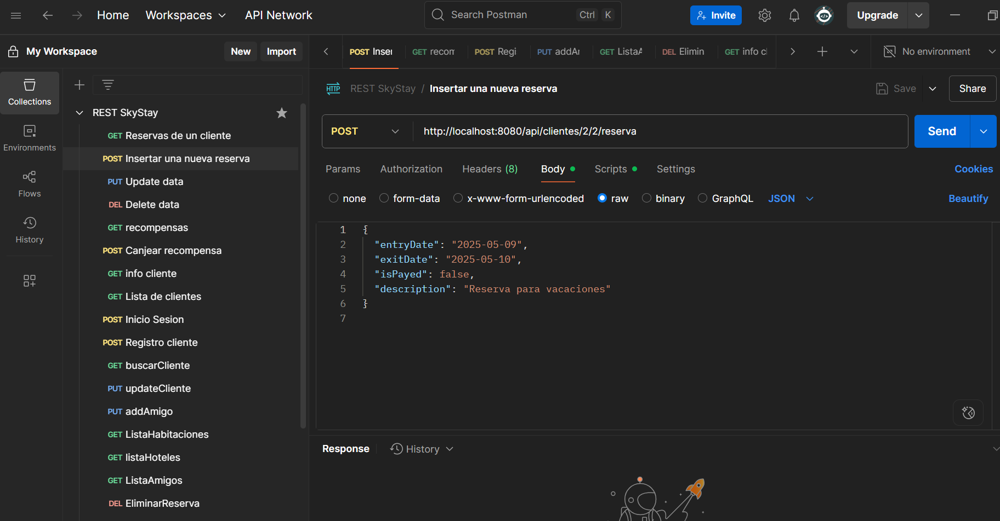 Home Workspaces API Network Search Postman Ctrl K Invite Upgrade
My Workspace New Import
POST Inser GET recom POST Regi PUT addAr GET ListaA DEL Elimin GET info cl No environment
Collections
Environments
Flows
History
REST SkyStay
GET Reservas de un cliente
POST Insertar una nueva reserva
PUT Update data
DEL Delete data
GET recompensas
POST Canjear recompensa
GET info cliente
GET Lista de clientes
POST Inicio Sesion
POST Registro cliente
GET buscarCliente
PUT updateCliente
PUT addAmigo
GET ListaHabitaciones
GET listaHoteles
GET ListaAmigos
DEL EliminarReserva
HTTP REST SkyStay / Insertar una nueva reserva Save Share
POST http://localhost:8080/api/clientes/2/2/reserva Send
Params Authorization Headers (8) Body Scripts Settings Cookies
none form-data x-www-form-urlencoded raw binary GraphQL JSON Beautify
1 {
2 "entryDate": "2025-05-09",
3 "exitDate": "2025-05-10",
4 "isPayed": false,
5 "description": "Reserva para vacaciones"
6 }
7
Response History